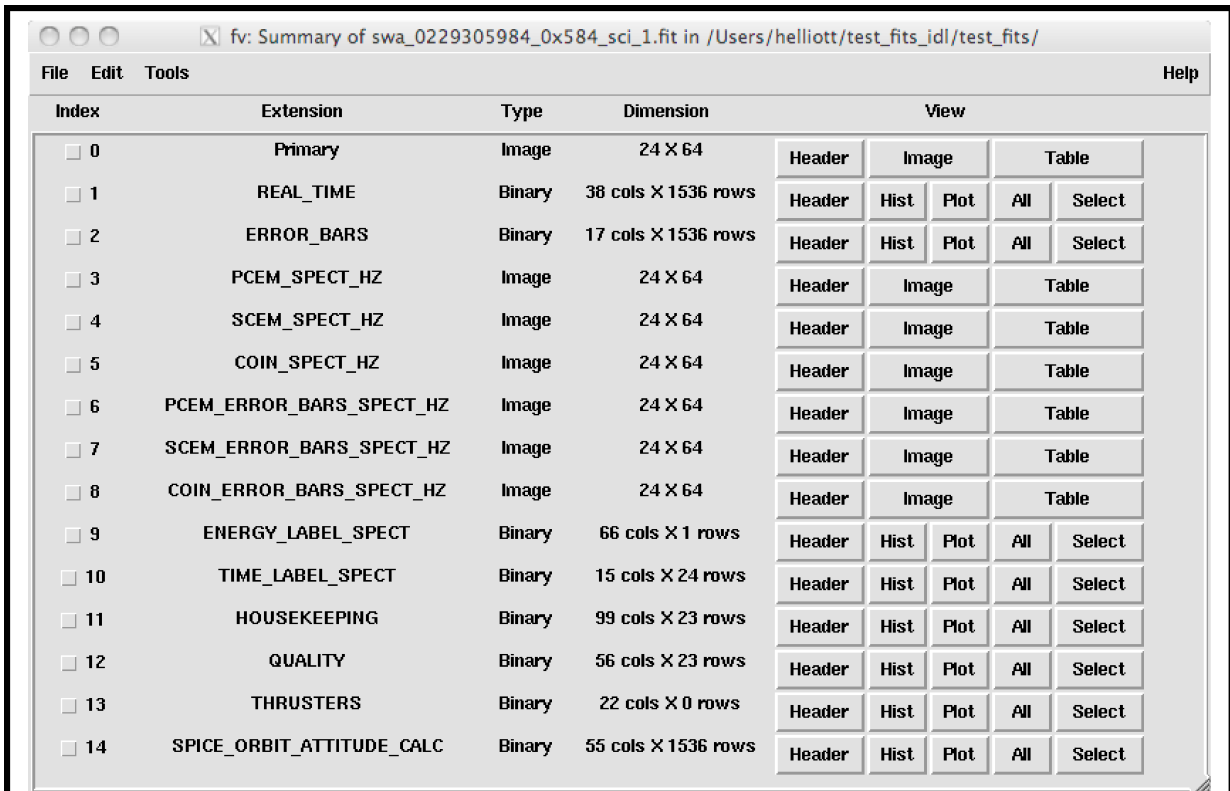 X fv: Summary of swa_0229305984_0x584_sci_1.fit in /Users/helliott/test_fits_idl/test_fits/
File Edit Tools Help
Index Extension Type Dimension View
0 Primary Image 24 X 64 Header Image Table
1 REAL_TIME Binary 38 cols X 1536 rows Header Hist Plot All Select
2 ERROR_BARS Binary 17 cols X 1536 rows Header Hist Plot All Select
3 PCEM_SPECT_HZ Image 24 X 64 Header Image Table
4 SCEM_SPECT_HZ Image 24 X 64 Header Image Table
5 COIN_SPECT_HZ Image 24 X 64 Header Image Table
6 PCEM_ERROR_BARS_SPECT_HZ Image 24 X 64 Header Image Table
7 SCEM_ERROR_BARS_SPECT_HZ Image 24 X 64 Header Image Table
8 COIN_ERROR_BARS_SPECT_HZ Image 24 X 64 Header Image Table
9 ENERGY_LABEL_SPECT Binary 66 cols X 1 rows Header Hist Plot All Select
10 TIME_LABEL_SPECT Binary 15 cols X 24 rows Header Hist Plot All Select
11 HOUSEKEEPING Binary 99 cols X 23 rows Header Hist Plot All Select
12 QUALITY Binary 56 cols X 23 rows Header Hist Plot All Select
13 THRUSTERS Binary 22 cols X 0 rows Header Hist Plot All Select
14 SPICE_ORBIT_ATTITUDE_CALC Binary 55 cols X 1536 rows Header Hist Plot All Select